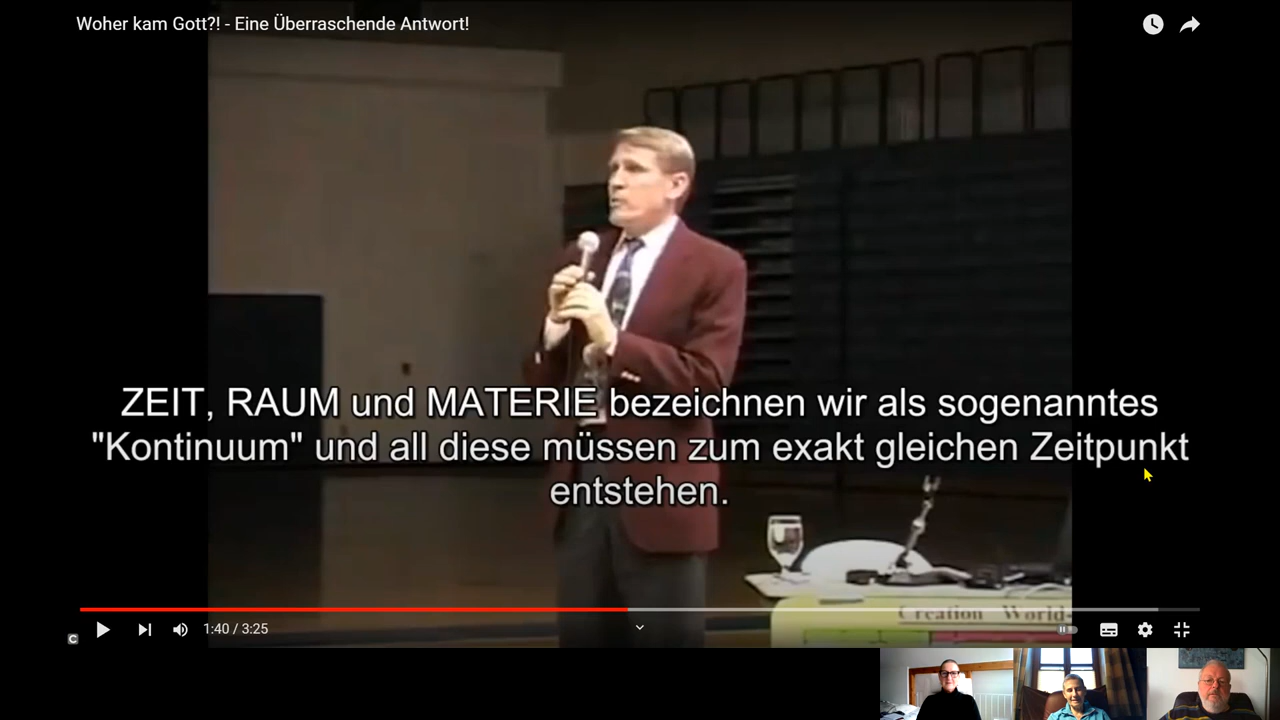 Woher kam Gott?! - Eine Überraschende Antwort!
ZEIT, RAUM und MATERIE bezeichnen wir als sogenanntes
"Kontinuum" und all diese müssen zum exakt gleichen Zeitpunkt
entstehen.
Creation World-
1:40 / 3:25
C